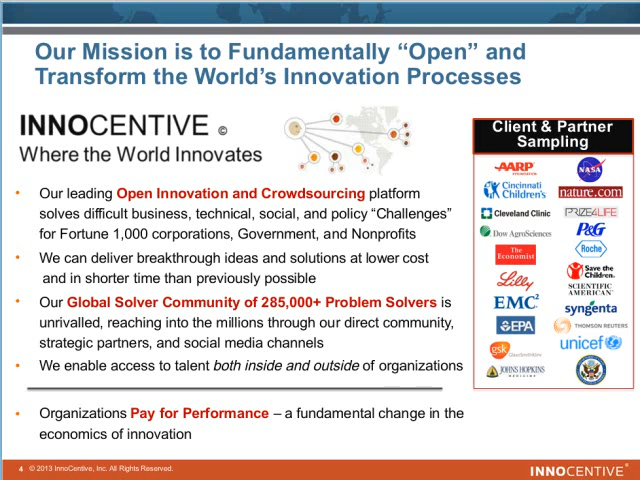 Our Mission is to Fundamentally “Open” and
Transform the World’s Innovation Processes
INNOCENTIVE ©
Where the World Innovates
• Our leading Open Innovation and Crowdsourcing platform
solves difficult business, technical, social, and policy “Challenges”
for Fortune 1,000 corporations, Government, and Nonprofits
• We can deliver breakthrough ideas and solutions at lower cost
and in shorter time than previously possible
• Our Global Solver Community of 285,000+ Problem Solvers is
unrivalled, reaching into the millions through our direct community,
strategic partners, and social media channels
• We enable access to talent both inside and outside of organizations
• Organizations Pay for Performance – a fundamental change in the
economics of innovation
Client & Partner
Sampling
AARP
NASA
Cincinnati
Children's
nature.com
Cleveland Clinic
PRIZE4LIFE
Dow AgroSciences
P&G
The
Economist
Roche
Lilly
Save the
Children.
SCIENTIFIC
AMERICAN
EMC²
syngenta
EPA
THOMSON REUTERS
gsk GlaxoSmithKline
unicef
JOHNS HOPKINS
MEDICINE
4 © 2013 InnoCentive, Inc. All Rights Reserved.
INNOCENTIVE®